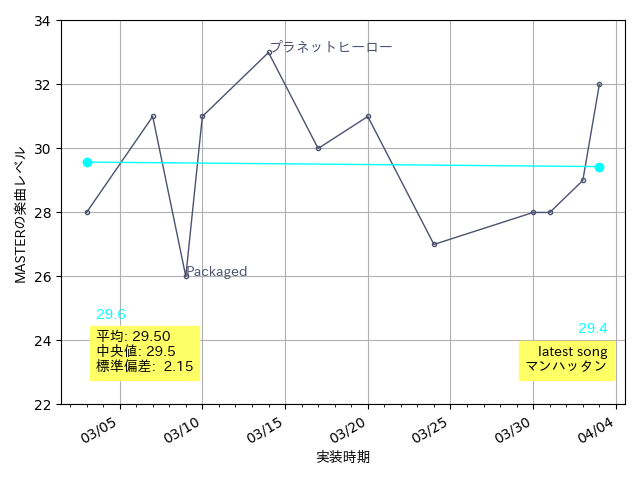 34
32
30
28
26
24
22
MASTERの楽曲レベル
プラネットヒーロー
Packaged
29.6
平均: 29.50
中央値: 29.5
標準偏差: 2.15
29.4
latest song
マンハッタン
03/05
03/10
03/15
03/20
03/25
03/30
04/04
実装時期